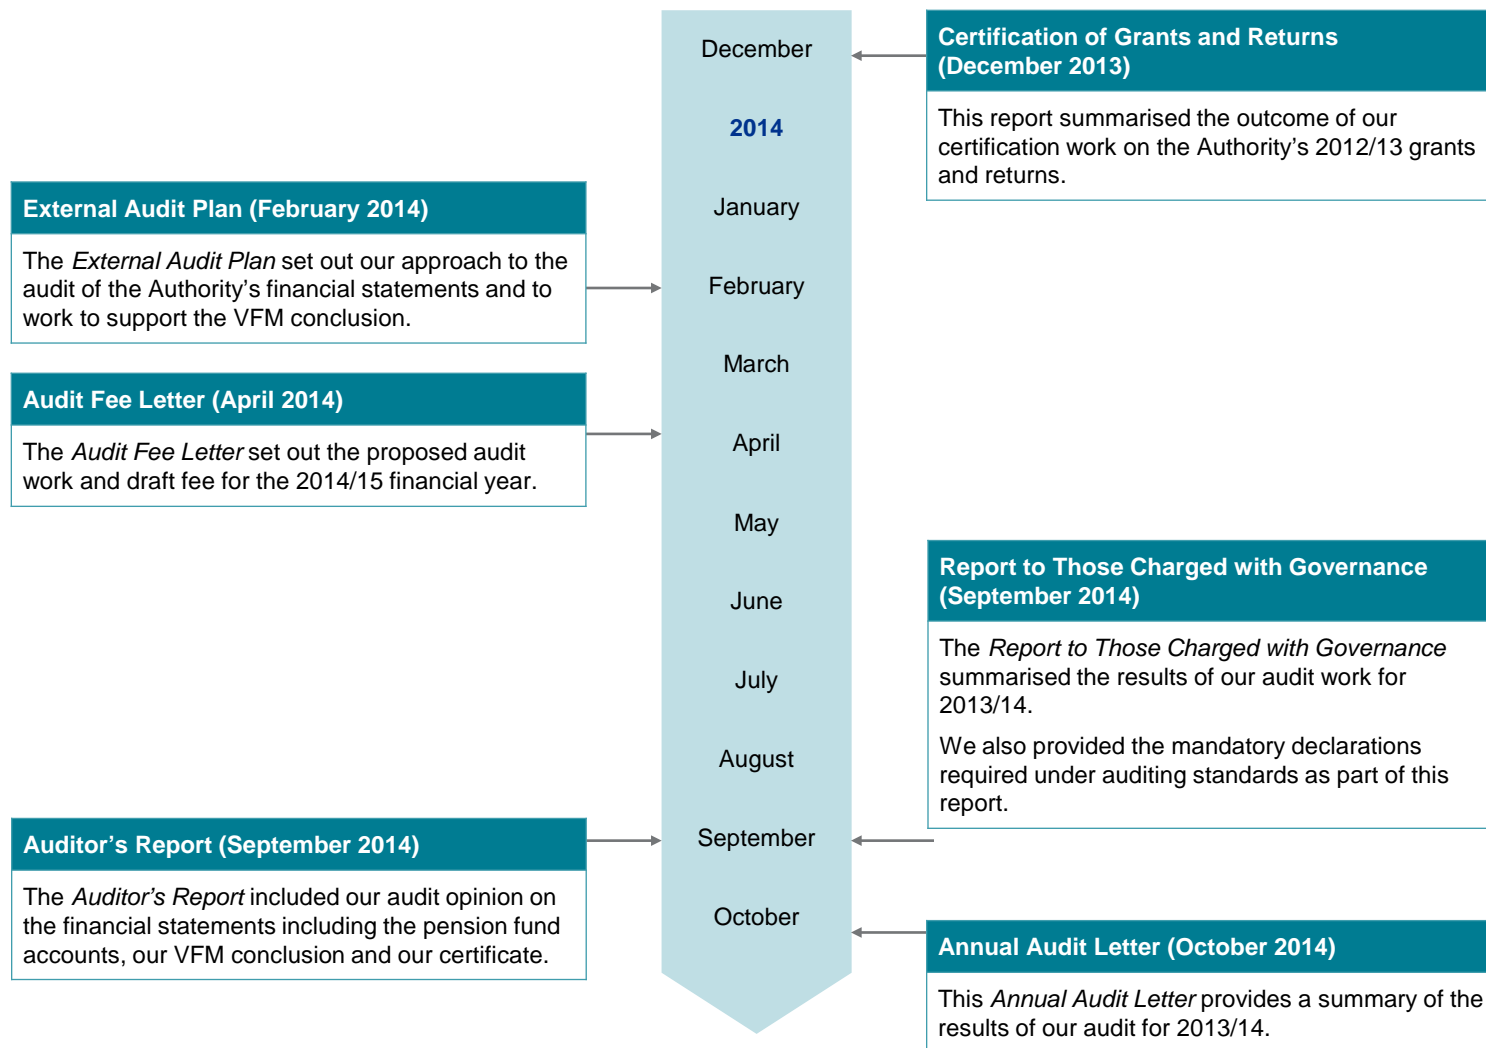 December
2014
January
February
March
April
May
June
July
August
September
October
External Audit Plan (February 2014)
The External Audit Plan set out our approach to the
audit of the Authority’s financial statements and to
work to support the VFM conclusion.
Audit Fee Letter (April 2014)
The Audit Fee Letter set out the proposed audit
work and draft fee for the 2014/15 financial year.
Auditor’s Report (September 2014)
The Auditor’s Report included our audit opinion on
the financial statements including the pension fund
accounts, our VFM conclusion and our certificate.
Certification of Grants and Returns
(December 2013)
This report summarised the outcome of our
certification work on the Authority’s 2012/13 grants
and returns.
Report to Those Charged with Governance
(September 2014)
The Report to Those Charged with Governance
summarised the results of our audit work for
2013/14.
We also provided the mandatory declarations
required under auditing standards as part of this
report.
Annual Audit Letter (October 2014)
This Annual Audit Letter provides a summary of the
results of our audit for 2013/14.